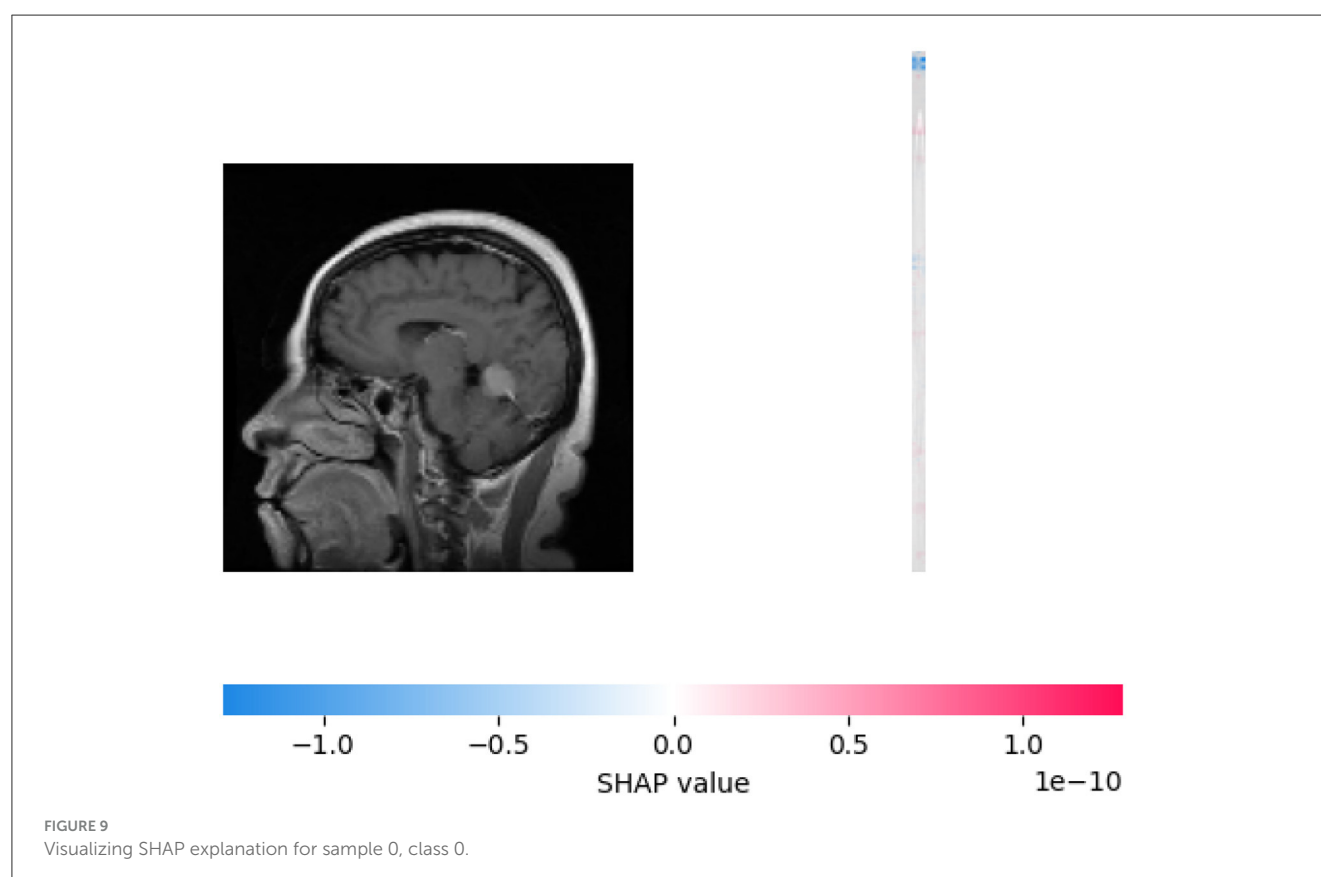 −1.0 −0.5 0.0 0.5 1.0
SHAP value 1e−10
FIGURE 9
Visualizing SHAP explanation for sample 0, class 0.